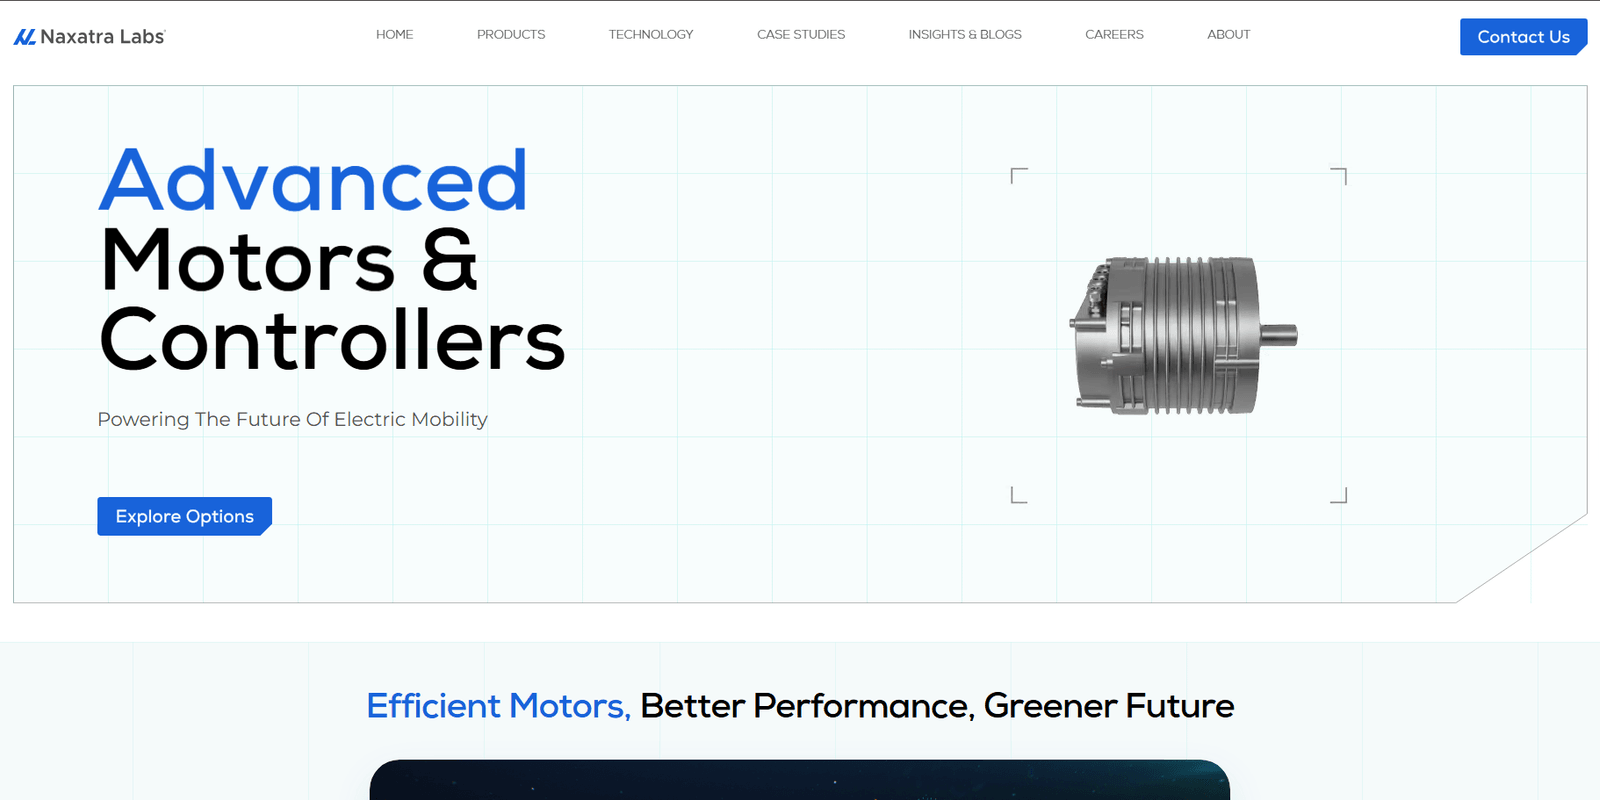 Naxatra Labs
HOME
PRODUCTS
TECHNOLOGY
CASE STUDIES
INSIGHTS & BLOGS
CAREERS
ABOUT
Contact Us
Advanced
Motors &
Controllers
Powering The Future Of Electric Mobility
Explore Options
Efficient Motors, Better Performance, Greener Future